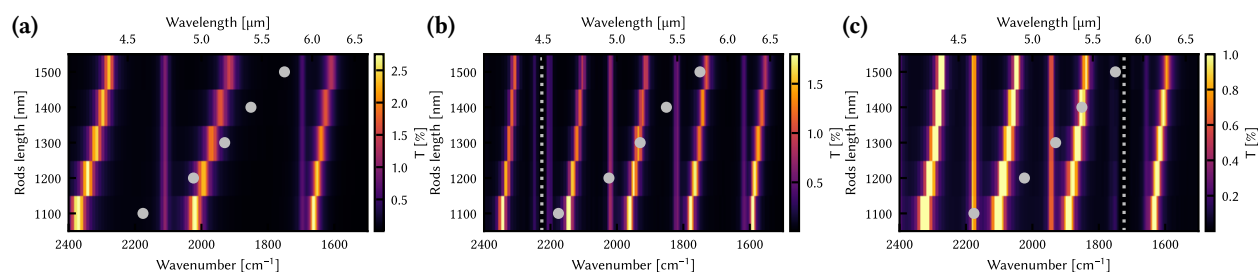 (a)
Wavelength [μm]
4.5 5.0 5.5 6.0 6.5
Rods length [nm]
1500
1400
1300
1200
1100
2400 2200 2000 1800 1600
Wavenumber [cm⁻¹]
2.5
2.0
1.5
1.0
0.5
T [%]
(b)
Wavelength [μm]
4.5 5.0 5.5 6.0 6.5
Rods length [nm]
1500
1400
1300
1200
1100
2400 2200 2000 1800 1600
Wavenumber [cm⁻¹]
1.5
1.0
0.5
T [%]
(c)
Wavelength [μm]
4.5 5.0 5.5 6.0 6.5
Rods length [nm]
1500
1400
1300
1200
1100
2400 2200 2000 1800 1600
Wavenumber [cm⁻¹]
1.0
0.8
0.6
0.4
0.2
T [%]